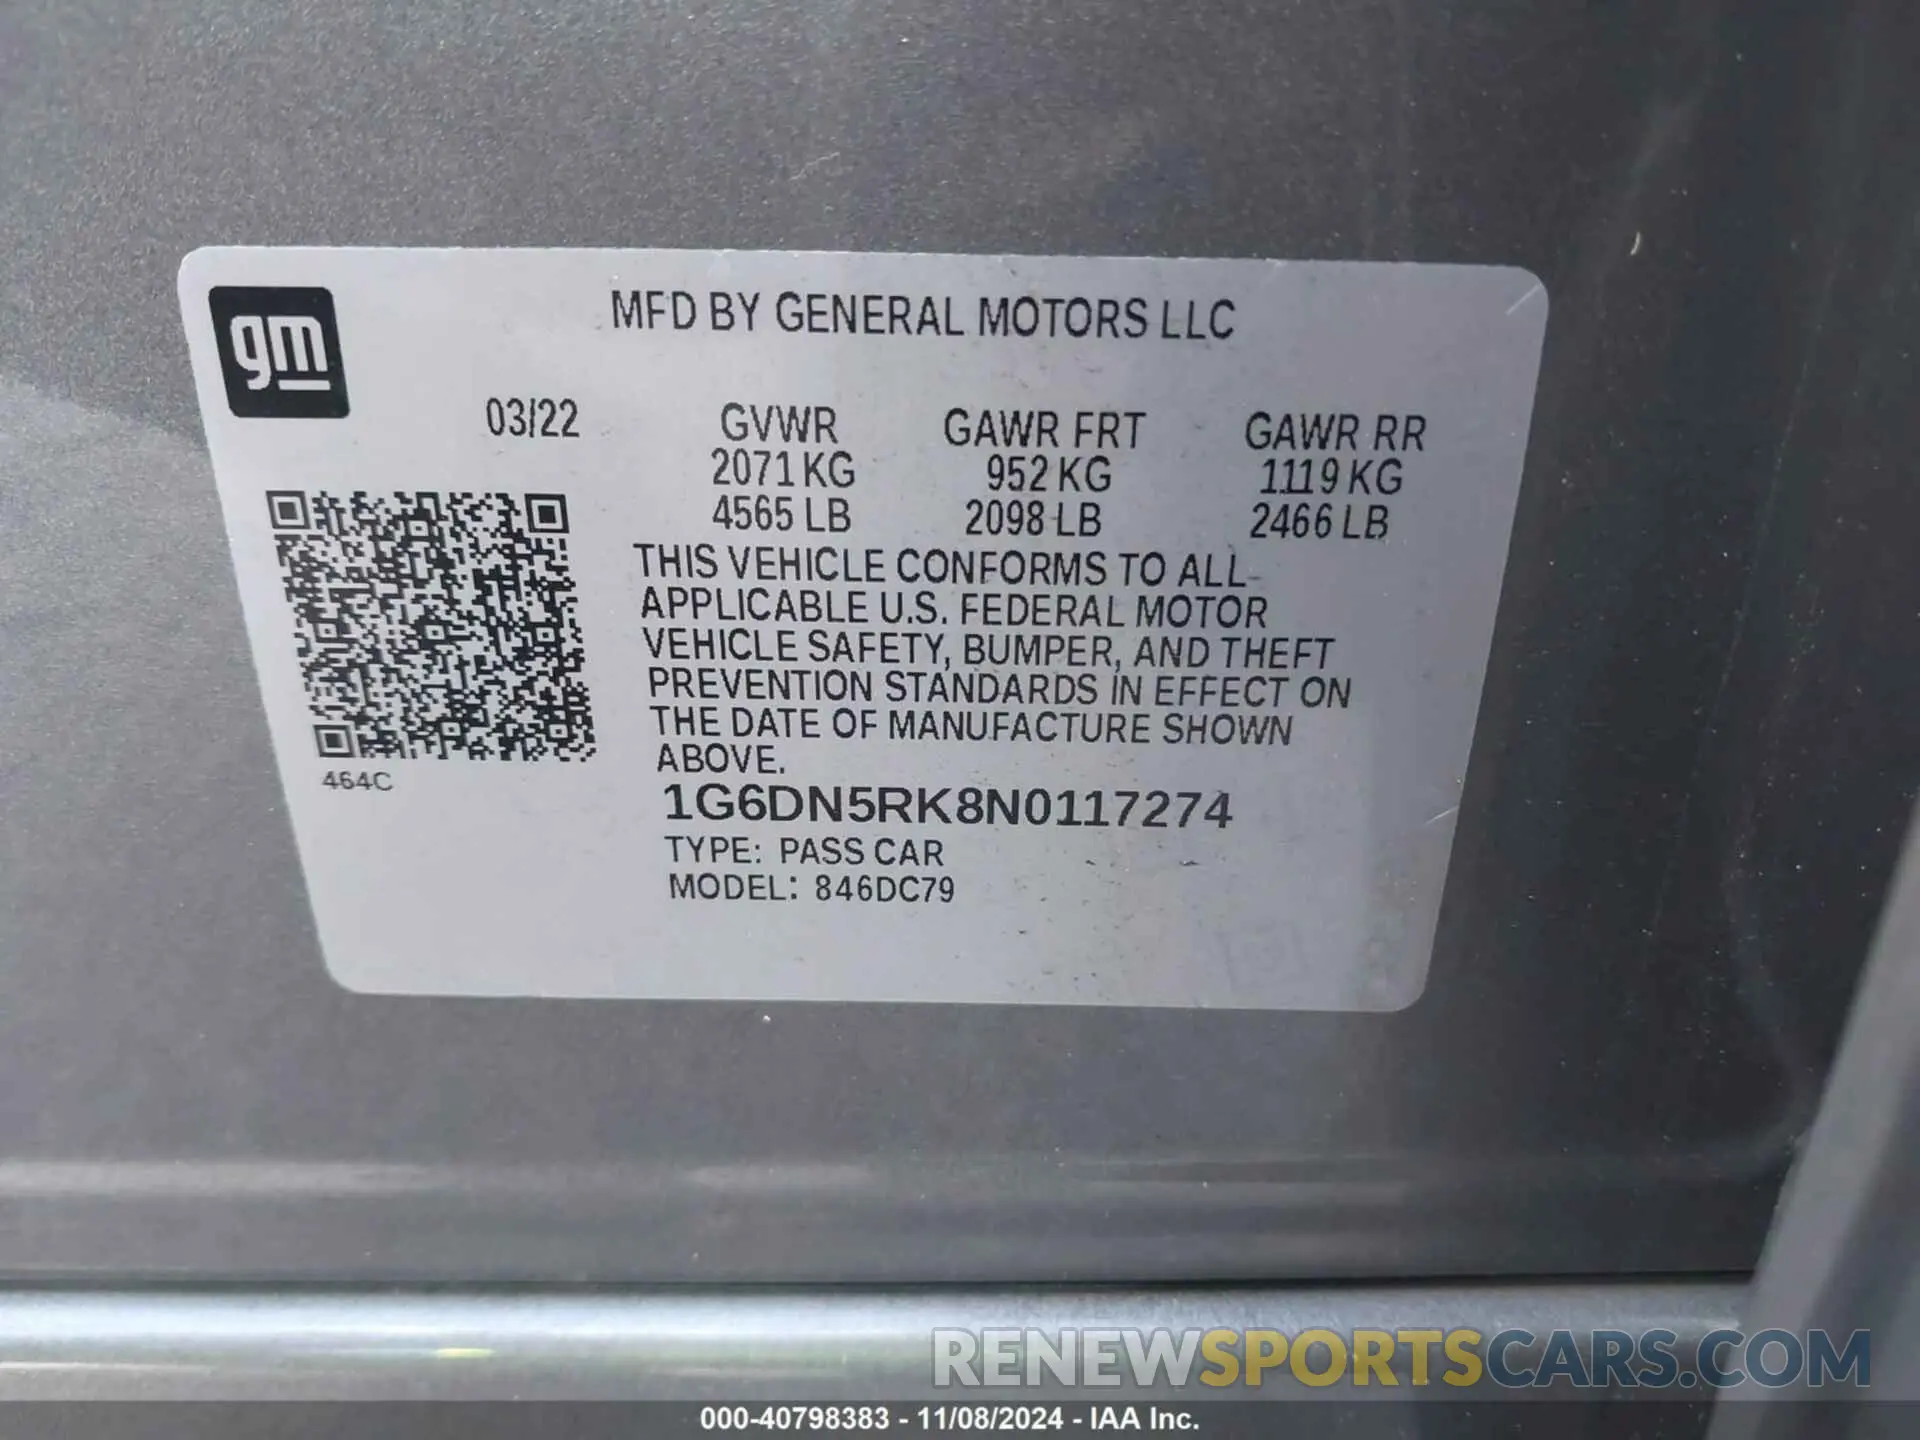 gm
MFD BY GENERAL MOTORS LLC
03/22 GVWR GAWR FRT GAWR RR
2071 KG 952 KG 1119 KG
4565 LB 2098 LB 2466 LB
THIS VEHICLE CONFORMS TO ALL
APPLICABLE U.S. FEDERAL MOTOR
VEHICLE SAFETY, BUMPER, AND THEFT
PREVENTION STANDARDS IN EFFECT ON
THE DATE OF MANUFACTURE SHOWN
ABOVE.
464C
1G6DN5RK8N0117274
TYPE: PASS CAR
MODEL: 846DC79
RENEWSPORTSCARS.COM
000-40798383 - 11/08/2024 - IAA Inc.